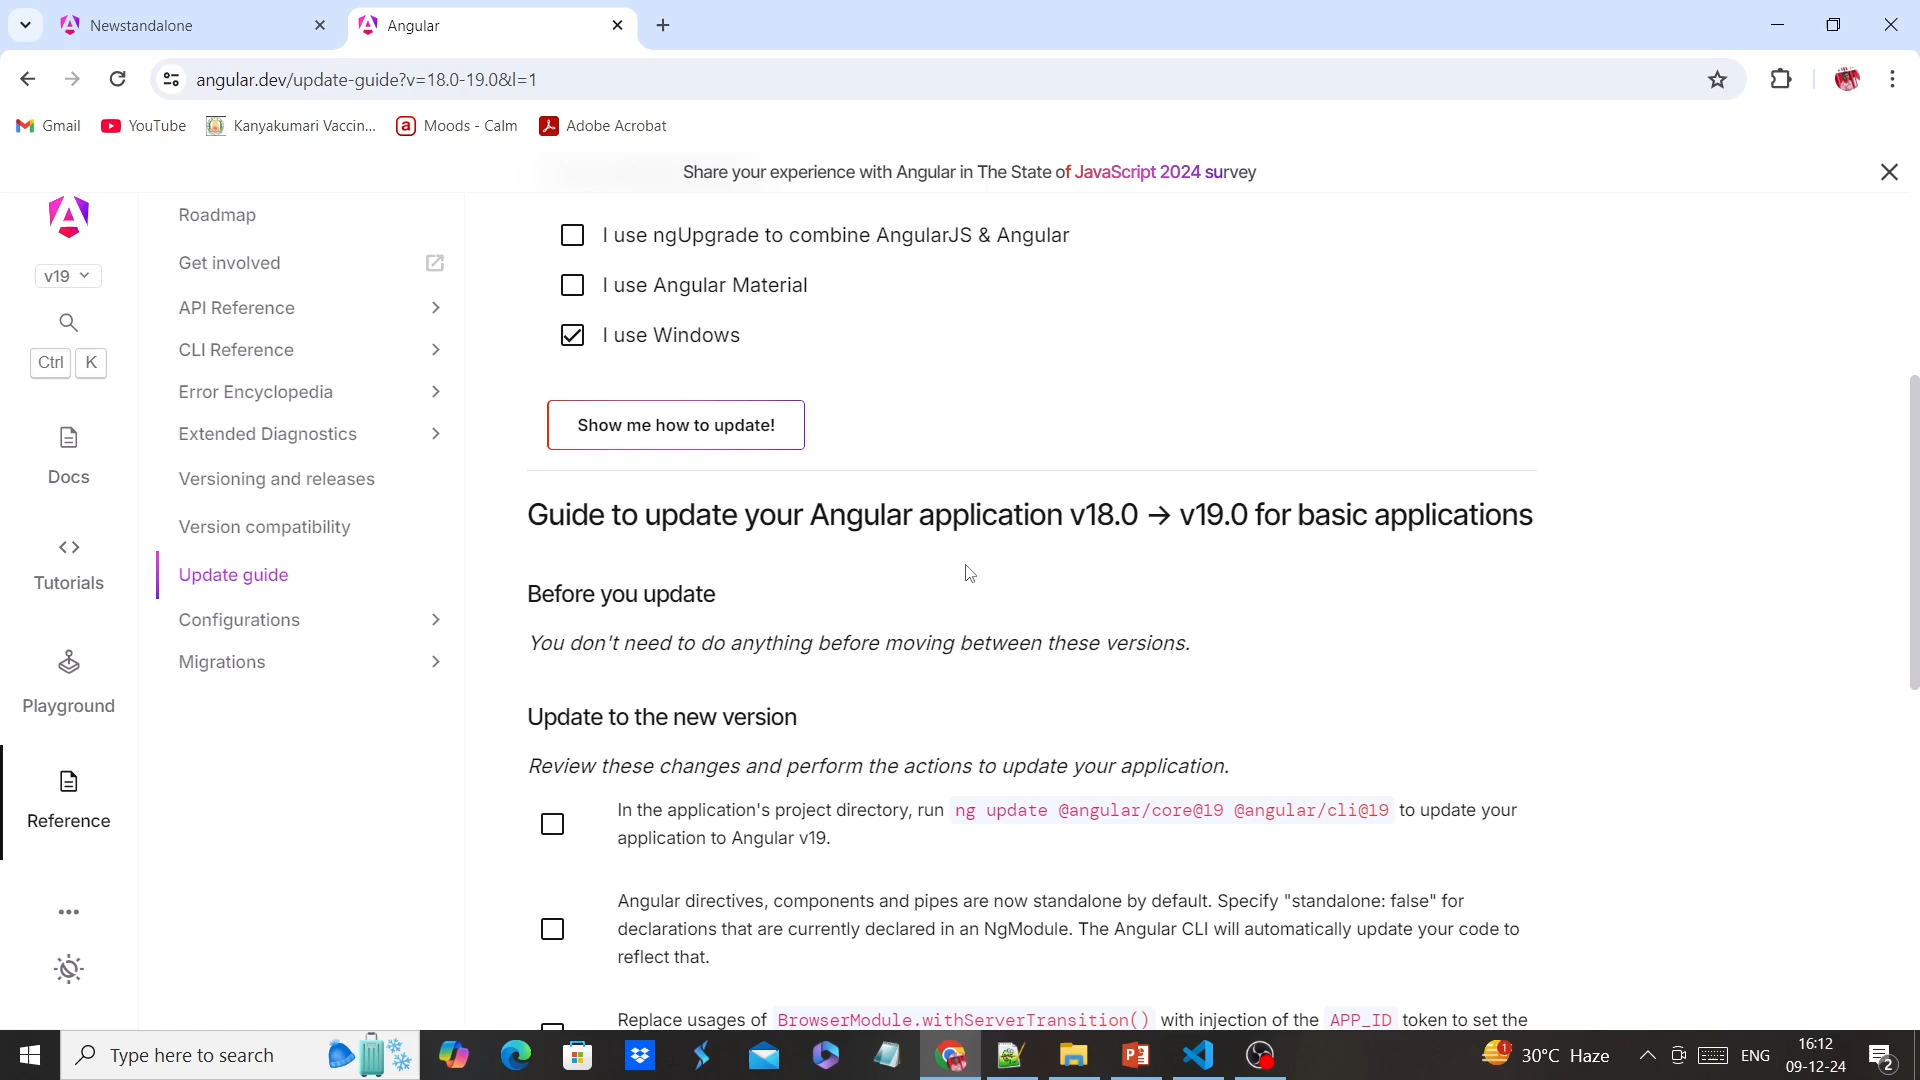 Newstandalone
Angular
angular.dev/update-guide?v=18.0-19.0&l=1
Gmail
YouTube
Kanyakumari Vaccin...
Moods - Calm
Adobe Acrobat
Share your experience with Angular in The State of JavaScript 2024 survey
v19
Ctrl K
Docs
Tutorials
Playground
Reference
Roadmap
Get involved
API Reference
CLI Reference
Error Encyclopedia
Extended Diagnostics
Versioning and releases
Version compatibility
Update guide
Configurations
Migrations
I use ngUpgrade to combine AngularJS & Angular
I use Angular Material
I use Windows
Show me how to update!
Guide to update your Angular application v18.0 → v19.0 for basic applications
Before you update
You don't need to do anything before moving between these versions.
Update to the new version
Review these changes and perform the actions to update your application.
In the application's project directory, run ng update @angular/core@19 @angular/cli@19 to update your
application to Angular v19.
Angular directives, components and pipes are now standalone by default. Specify "standalone: false" for
declarations that are currently declared in an NgModule. The Angular CLI will automatically update your code to
reflect that.
Replace usages of BrowserModule.withServerTransition() with injection of the APP_ID token to set the
Type here to search
1
30°C Haze
ENG
16:12
09-12-24
2